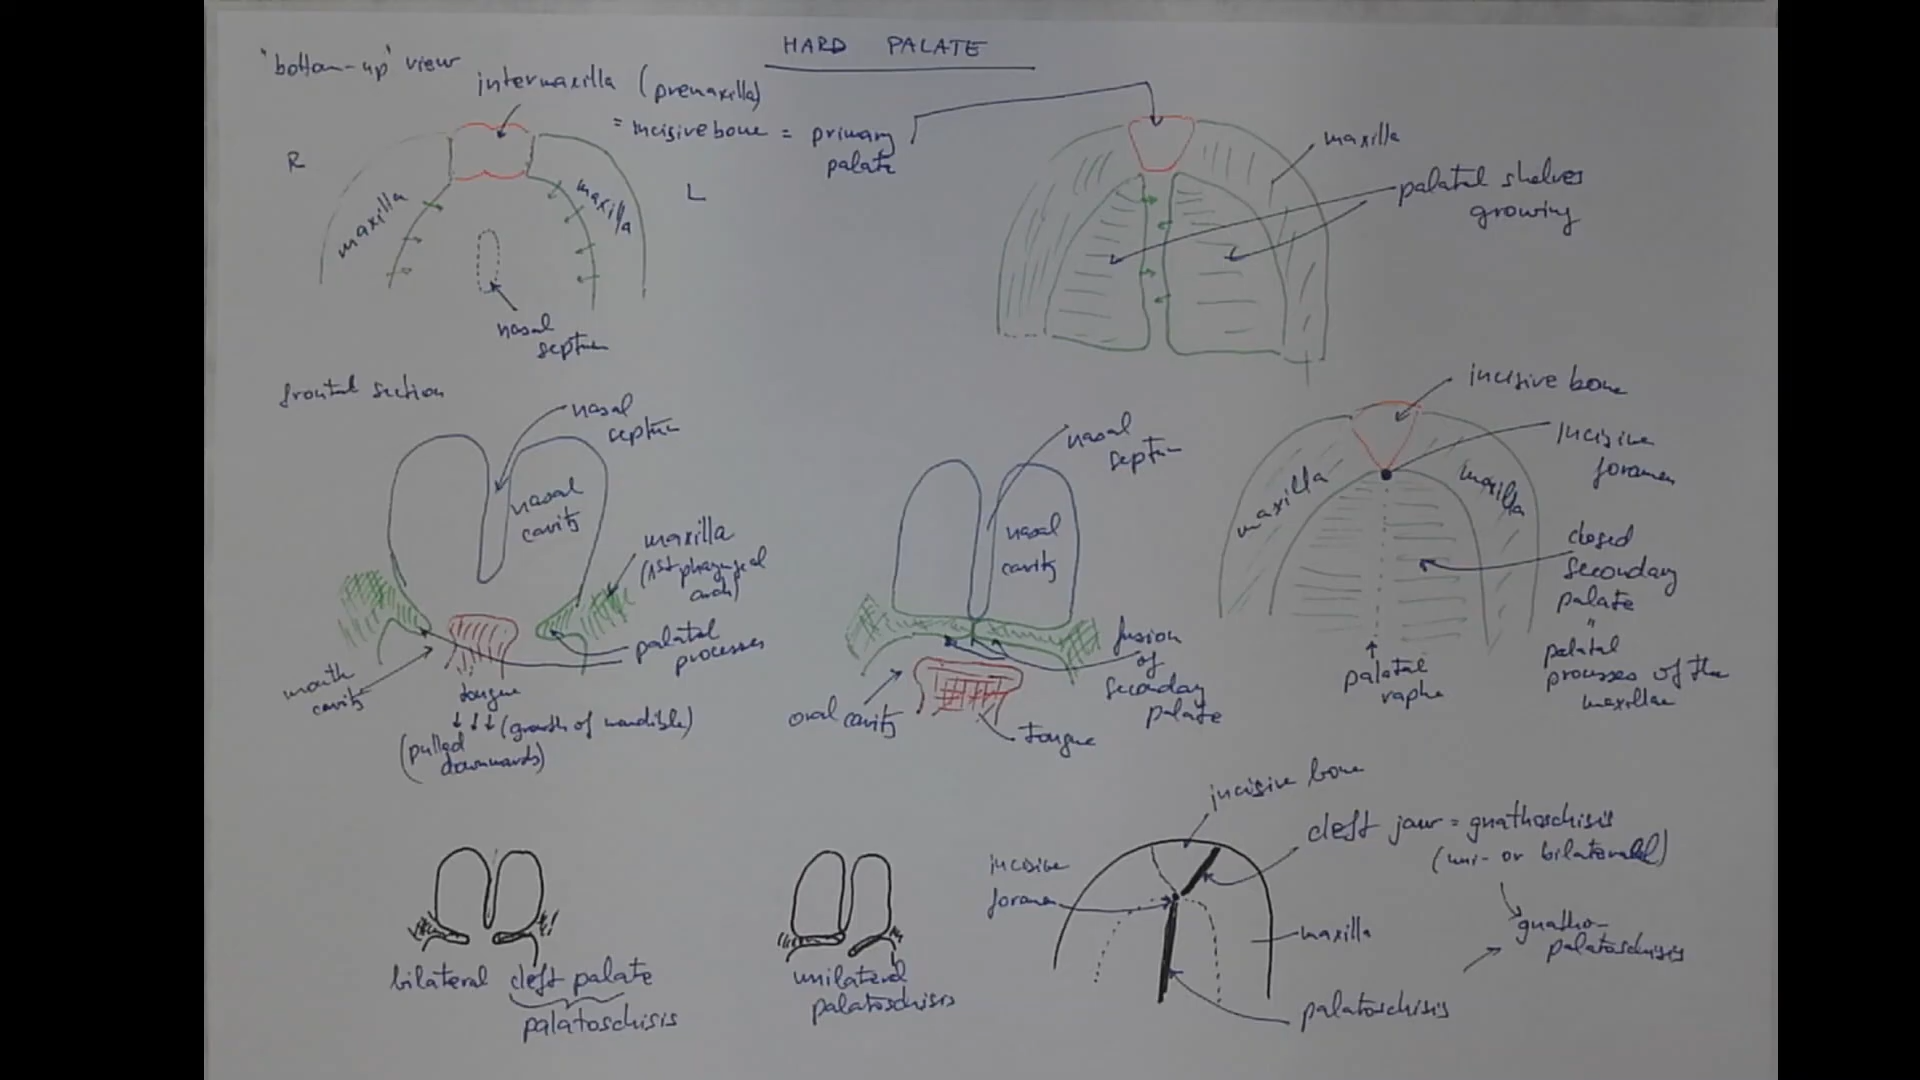 HARD PALATE
"bottom-up" view
intermaxilla (premaxilla)
= incisive bone = primary
palate
R
L
maxilla
maxilla
nasal
septum
maxilla
palatal shelves
growing
frontal section
nasal
septum
nasal
cavity
maxilla
(1st pharyngeal
arch)
palatal
processes
mouth
cavity
tongue
↓↓↓ (growth of mandible)
(pulled
downwards)
nasal
septum
nasal
cavity
fusion
of
secondary
palate
oral cavity
tongue
incisive bone
incisive
foramen
maxilla
maxilla
closed
secondary
palate
"
palatal
processes of the
maxillae
palatal
raphe
bilateral cleft palate
palatoschisis
unilateral
palatoschisis
incisive bone
cleft jaw = gnathoschisis
(uni- or bilateral)
incisive
foramen
maxilla
gnatho-
palatoschisis
palatoschisis